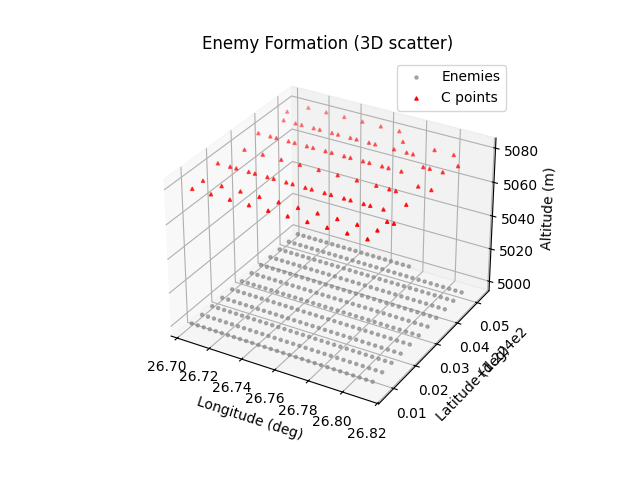 Enemy Formation (3D scatter)
Enemies
C points
5080
5060
5040
5020
5000
Altitude (m)
0.05
0.04
0.03
0.02
0.01
Latitude (deg)
26.70
26.72
26.74
26.76
26.78
26.80
26.82
Longitude (deg)